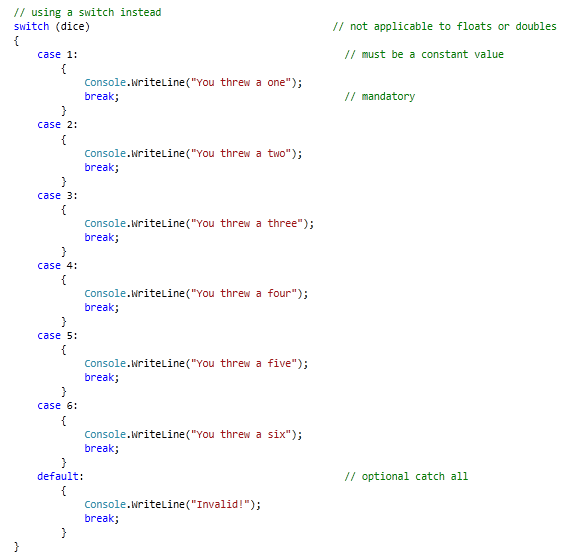 // using a switch instead
switch (dice) // not applicable to floats or doubles
{
case 1: // must be a constant value
{
Console.WriteLine("You threw a one");
break; // mandatory
}
case 2:
{
Console.WriteLine("You threw a two");
break;
}
case 3:
{
Console.WriteLine("You threw a three");
break;
}
case 4:
{
Console.WriteLine("You threw a four");
break;
}
case 5:
{
Console.WriteLine("You threw a five");
break;
}
case 6:
{
Console.WriteLine("You threw a six");
break;
}
default: // optional catch all
{
Console.WriteLine("Invalid!");
break;
}
}